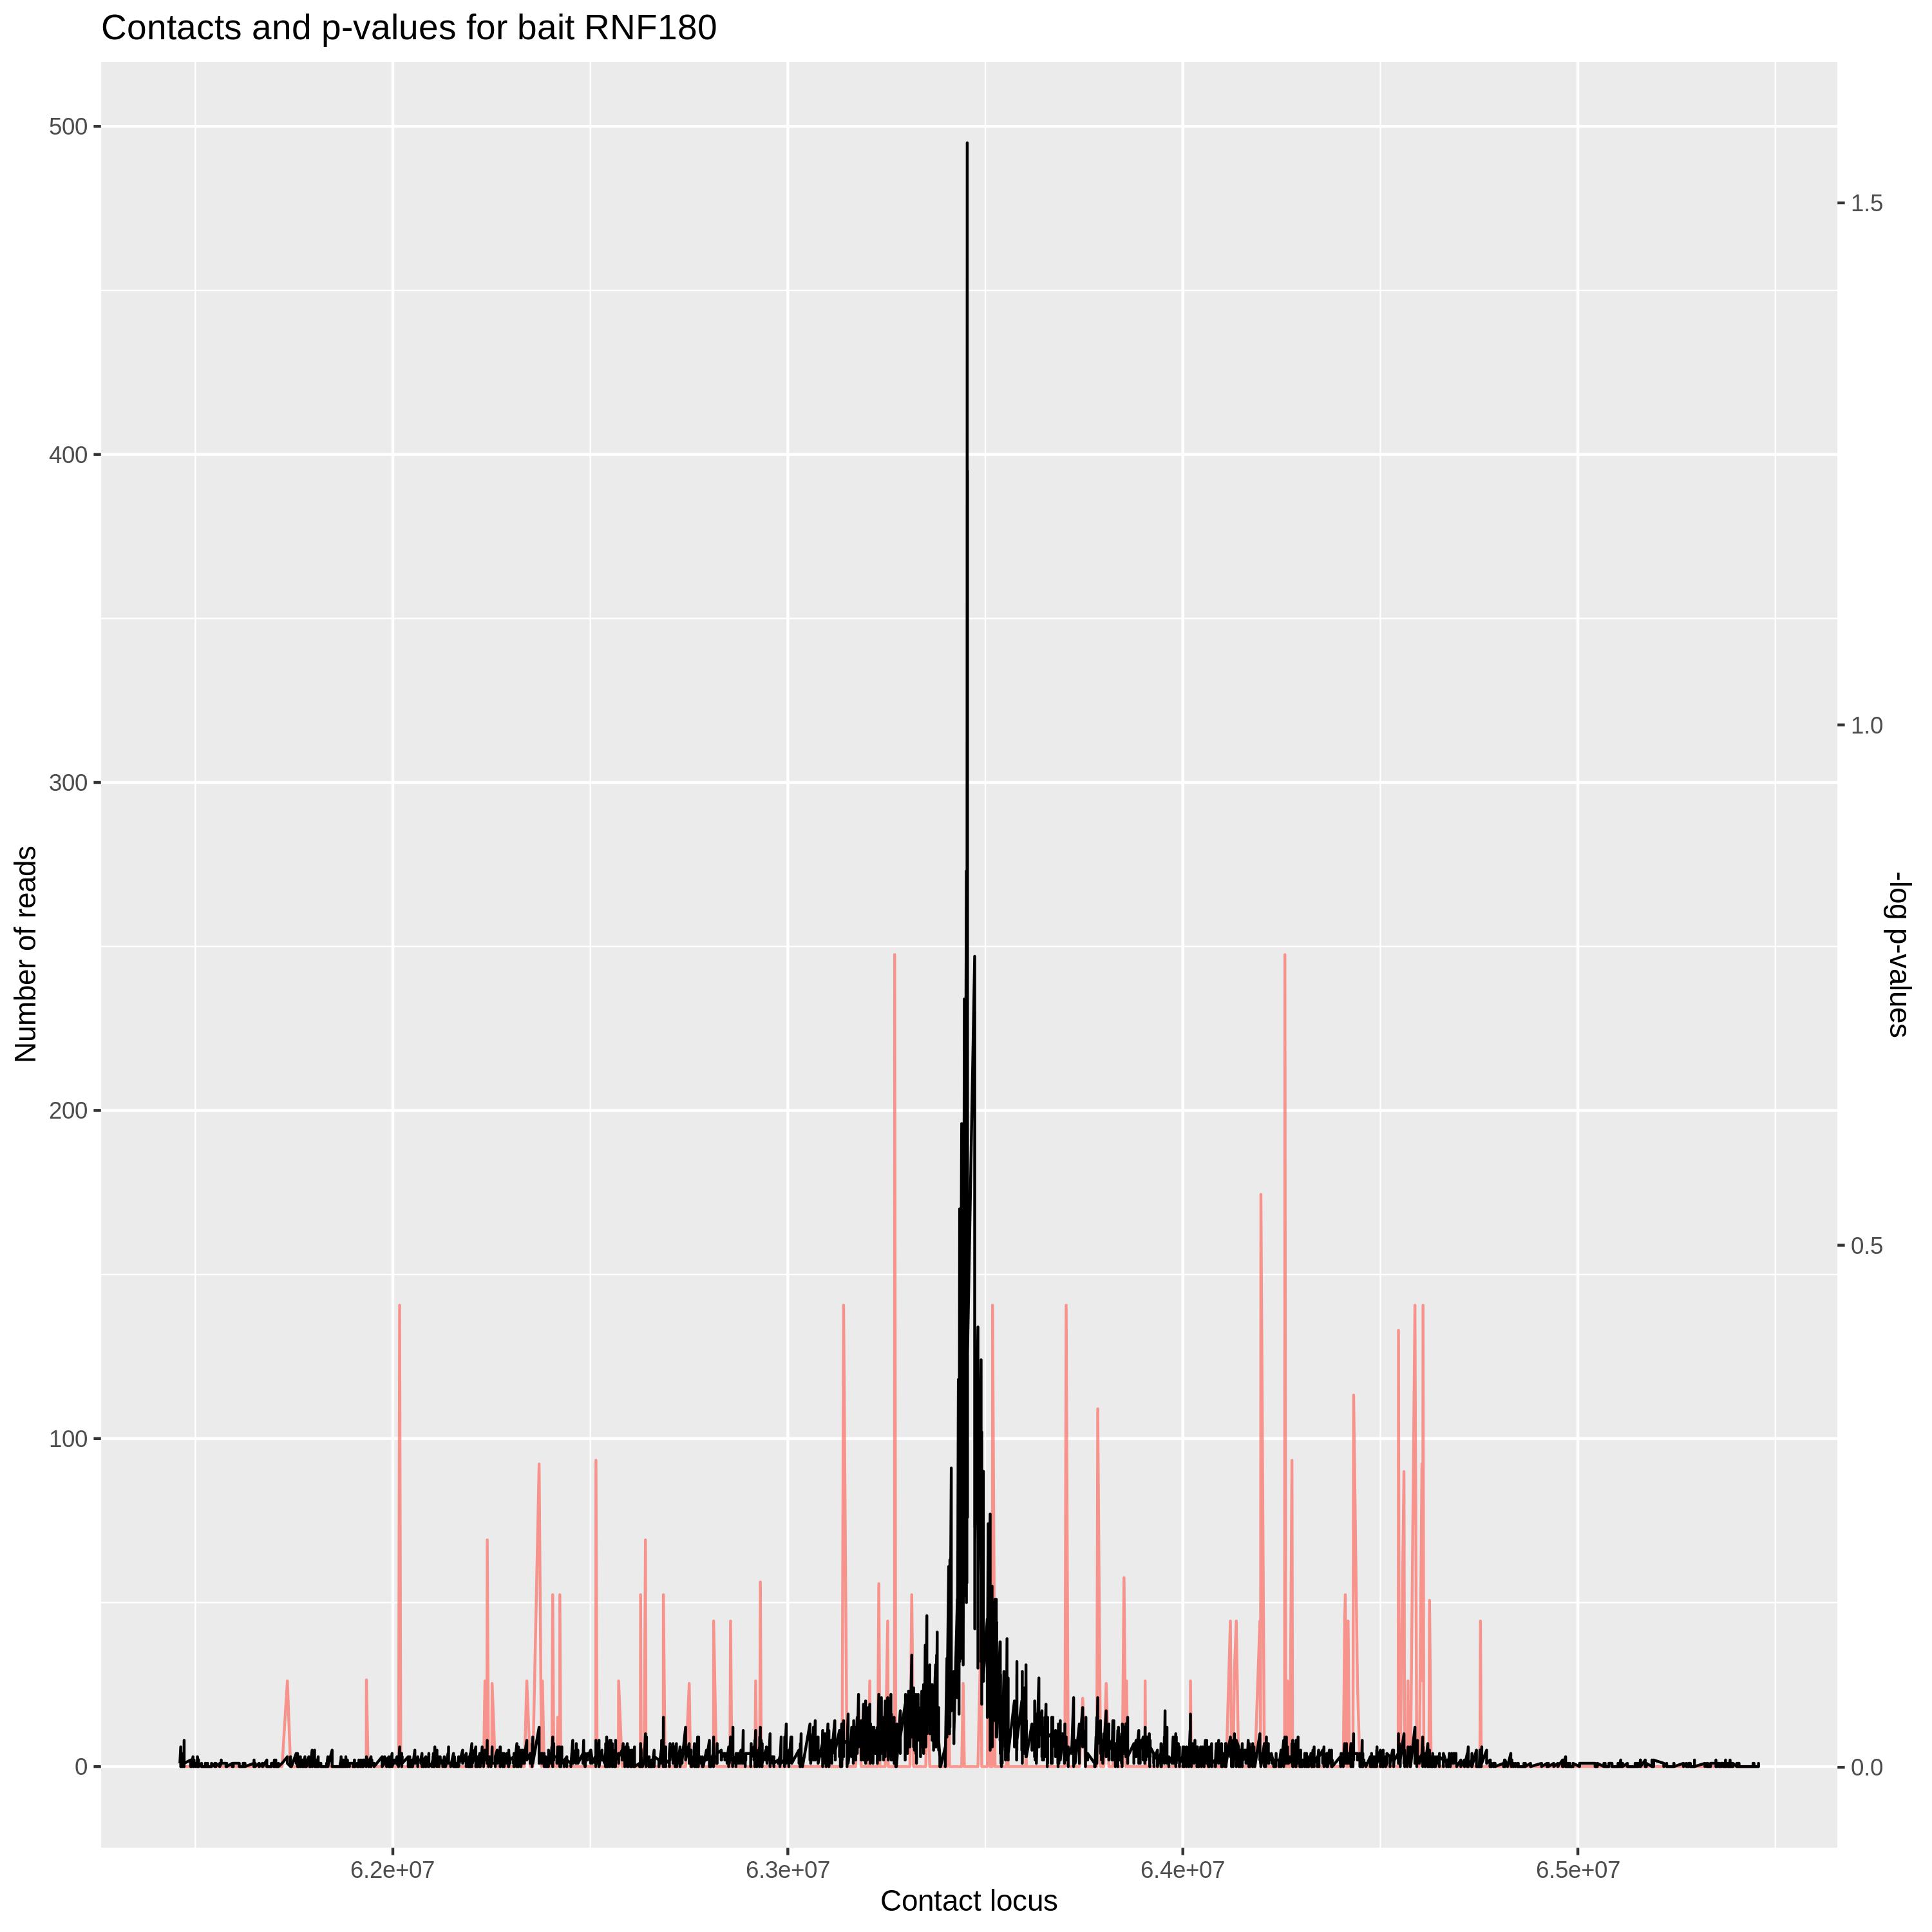 Contacts and p-values for bait RNF180
500
400
300
200
100
0
Number of reads
1.5
1.0
0.5
0.0
-log p-values
6.2e+07 6.3e+07 6.4e+07 6.5e+07
Contact locus